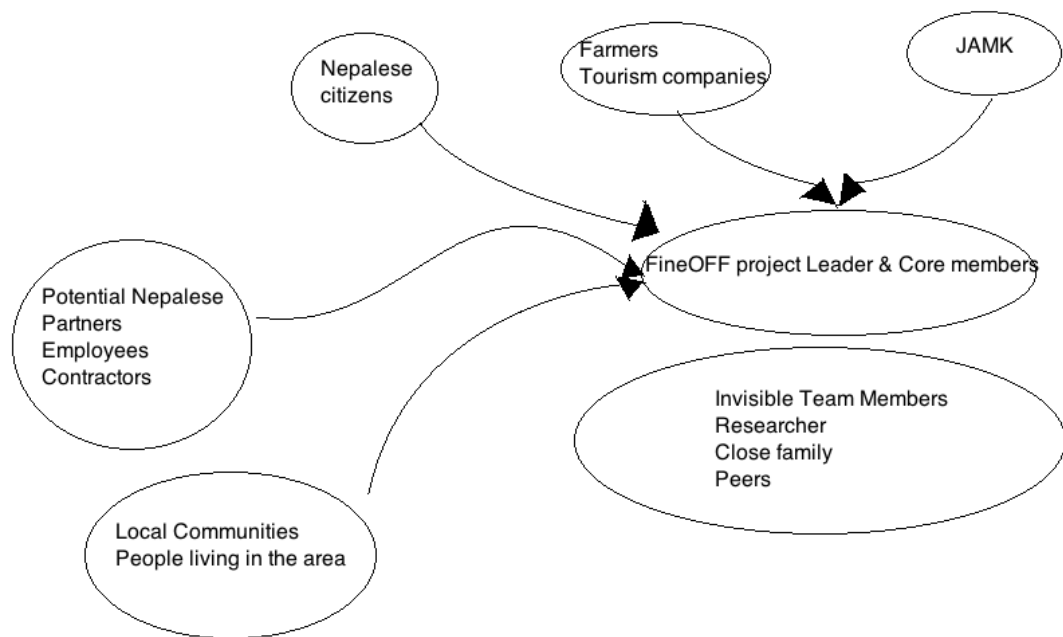 Nepalese
citizens
Farmers
Tourism companies
JAMK
FineOFF project Leader & Core members
Potential Nepalese
Partners
Employees
Contractors
Invisible Team Members
Researcher
Close family
Peers
Local Communities
People living in the area